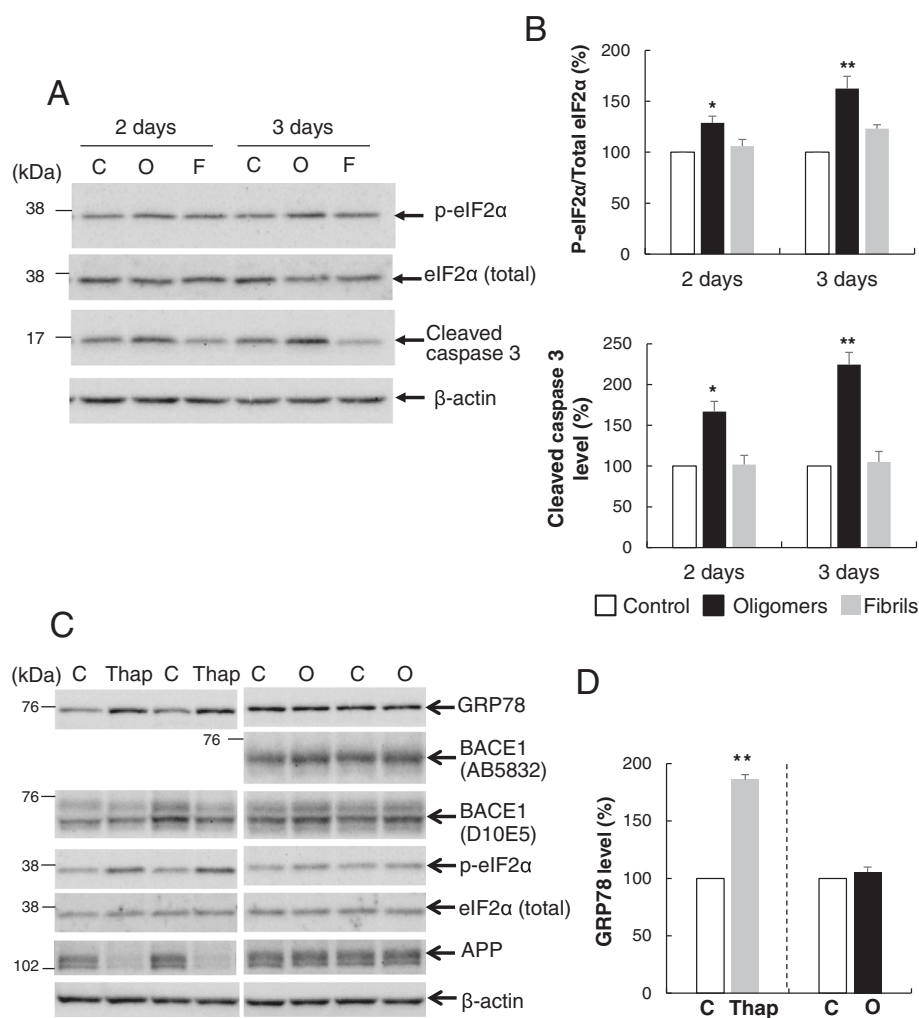 A
2 days 3 days
(kDa) C O F C O F
38 p-eIF2α
38 eIF2α (total)
17 Cleaved
caspase 3
β-actin
B
P-eIF2α/Total eIF2α (%)
200
150
100
50
0
* **
2 days 3 days
Cleaved caspase 3
level (%)
250
200
150
100
50
0
* **
2 days 3 days
Control Oligomers Fibrils
C
(kDa) C Thap C Thap C O C O
76 GRP78
76 BACE1
(AB5832)
76 BACE1
(D10E5)
38 p-eIF2α
38 eIF2α (total)
102 APP
β-actin
D
GRP78 level (%)
200
150
100
50
0
**
C Thap C O